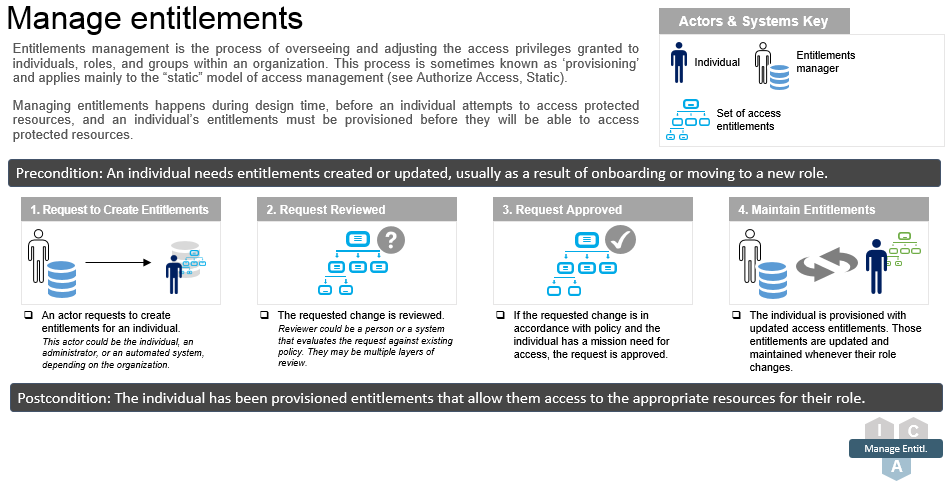 Manage entitlements
Entitlements management is the process of overseeing and adjusting the access privileges granted to
individuals, roles, and groups within an organization. This process is sometimes known as ‘provisioning’
and applies mainly to the “static” model of access management (see Authorize Access, Static).
Managing entitlements happens during design time, before an individual attempts to access protected
resources, and an individual’s entitlements must be provisioned before they will be able to access
protected resources.
Actors & Systems Key
Individual
Entitlements
manager
Set of access
entitlements
Precondition: An individual needs entitlements created or updated, usually as a result of onboarding or moving to a new role.
1. Request to Create Entitlements
An actor requests to create
entitlements for an individual.
This actor could be the individual, an
administrator, or an automated system,
depending on the organization.
2. Request Reviewed
?
The requested change is reviewed.
Reviewer could be a person or a system
that evaluates the request against existing
policy. They may be multiple layers of
review.
3. Request Approved
If the requested change is in
accordance with policy and the
individual has a mission need for
access, the request is approved.
4. Maintain Entitlements
The individual is provisioned with
updated access entitlements. Those
entitlements are updated and
maintained whenever their role
changes.
Postcondition: The individual has been provisioned entitlements that allow them access to the appropriate resources for their role.
I C
Manage Entitl.
A